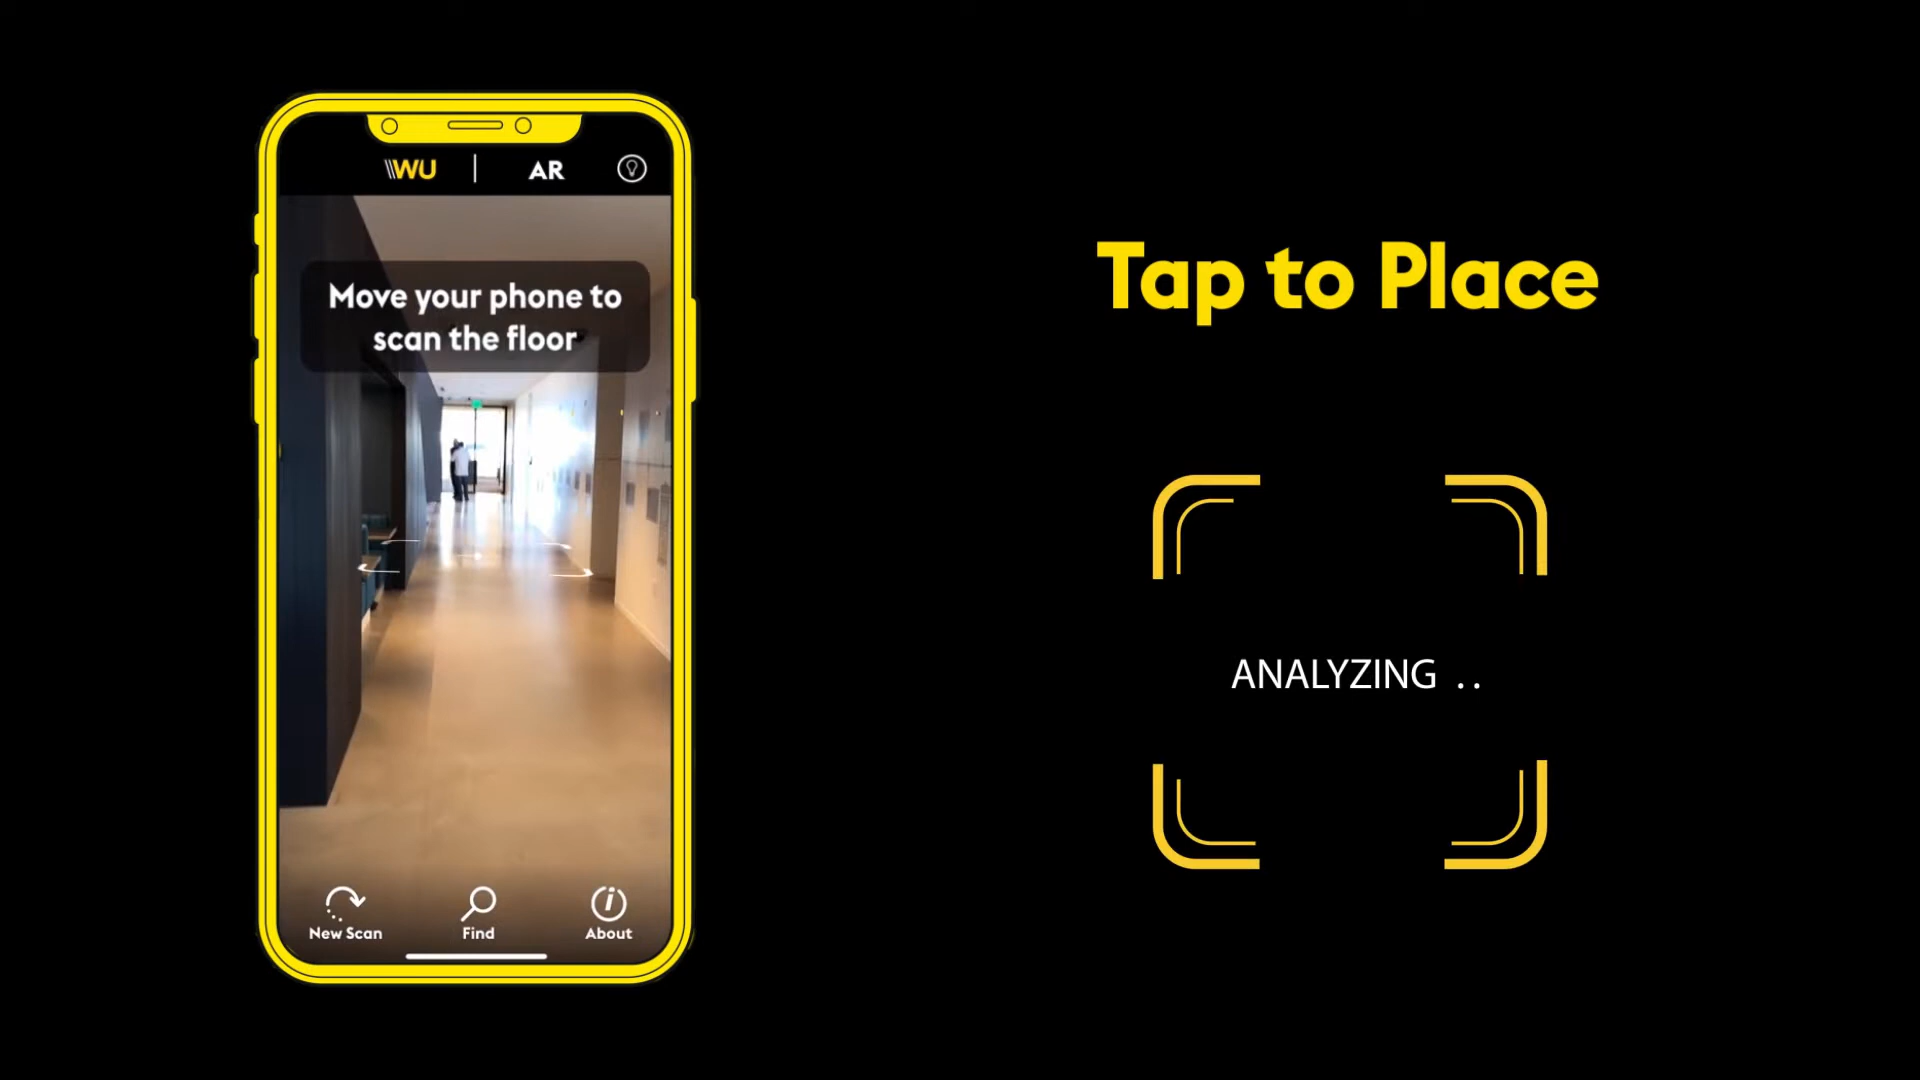 WU | AR
Move your phone to
scan the floor
New Scan
Find
About
Tap to Place
ANALYZING ..